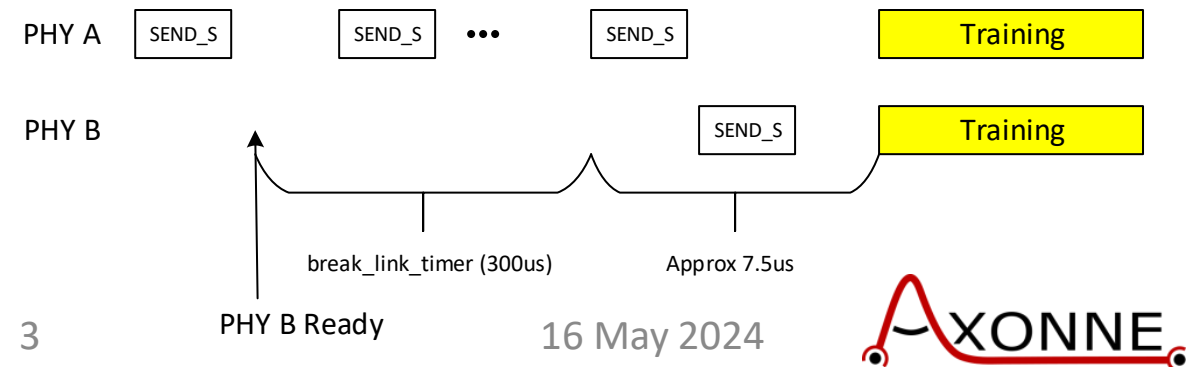 PHY A SEND_S SEND_S ••• SEND_S Training
PHY B SEND_S Training
break_link_timer (300us) Approx 7.5us
PHY B Ready
3 16 May 2024 AXONNE